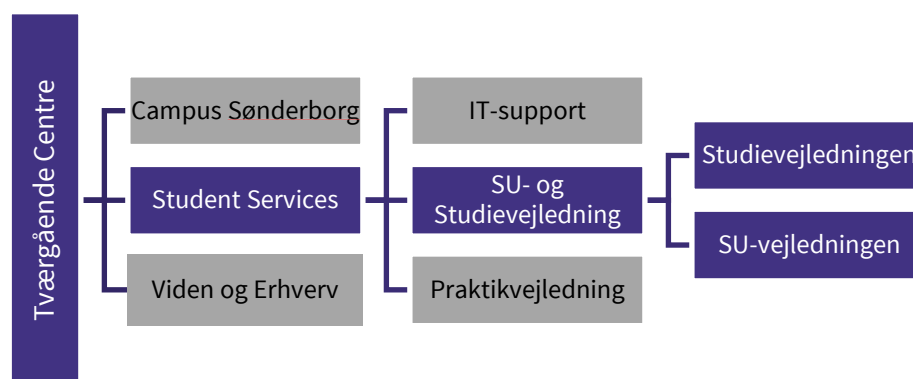 Tværgående Centre
Campus Sønderborg
Student Services
Viden og Erhverv
IT-support
SU- og
Studievejledning
Praktikvejledning
Studievejledningen
SU-vejledningen